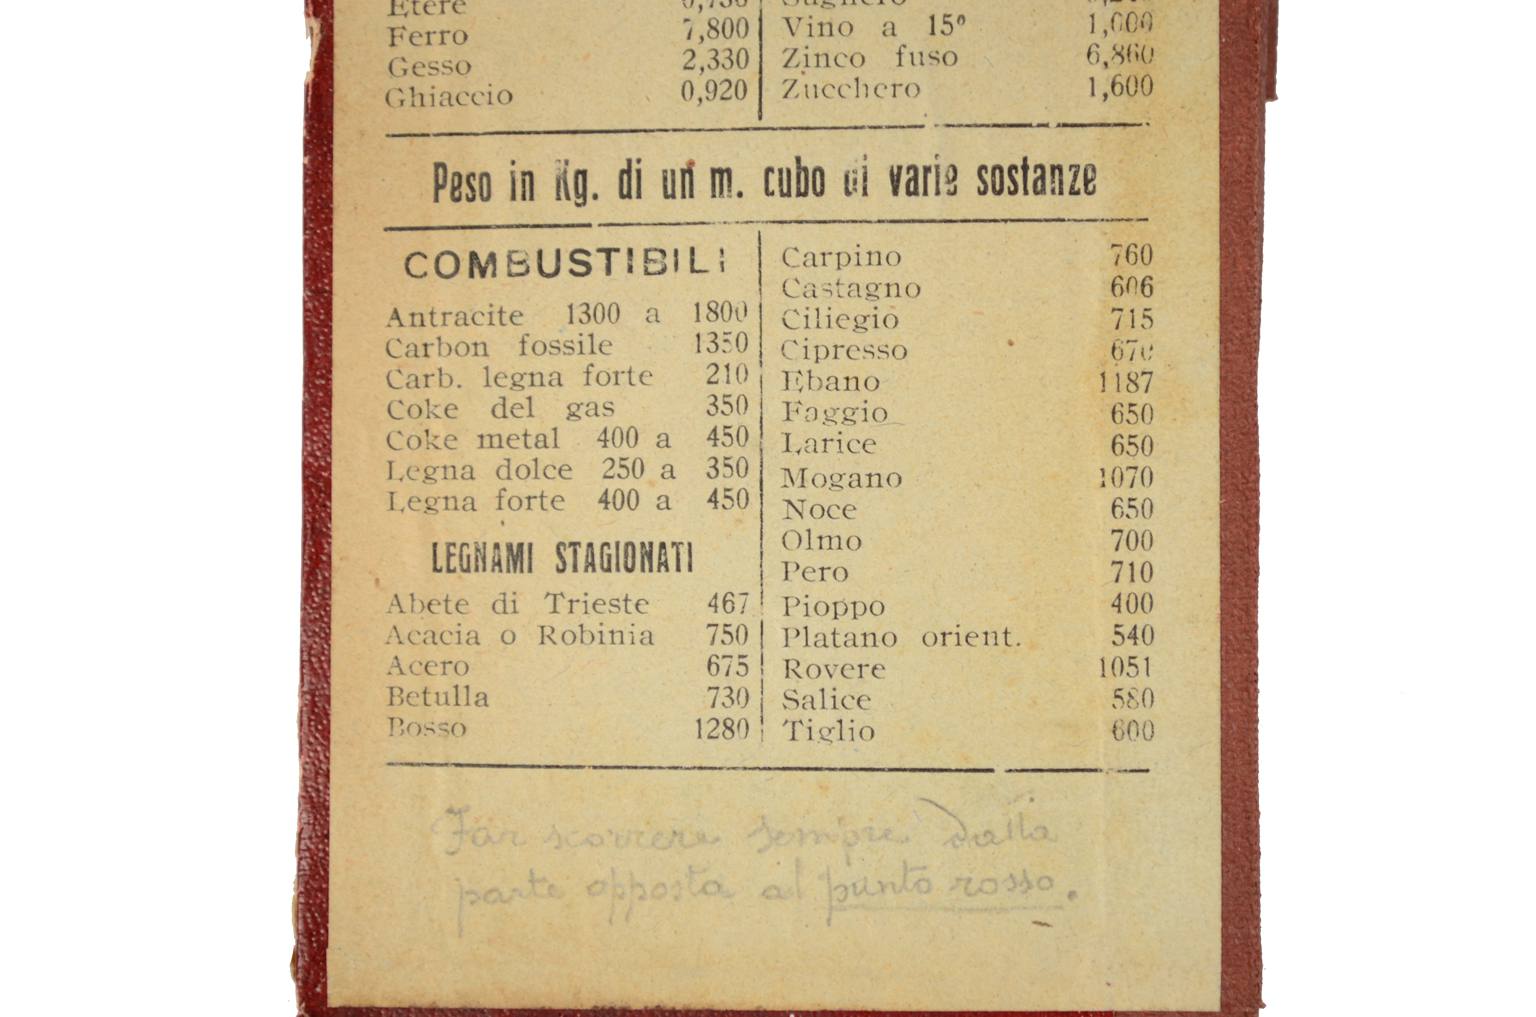 Etere
Ferro 7,800
Gesso 2,330
Ghiaccio 0,920
Vino a 15º 1,000
Zinco fuso 6,860
Zucchero 1,600
Peso in Kg. di un m. cubo di varie sostanze
COMBUSTIBILI
Antracite 1300 a 1800
Carbon fossile 1350
Carb. legna forte 210
Coke del gas 350
Coke metal 400 a 450
Legna dolce 250 a 350
Legna forte 400 a 450
LEGNAMI STAGIONATI
Abete di Trieste 467
Acacia o Robinia 750
Acero 675
Betulla 730
Bosso 1280
Carpino 760
Castagno 606
Ciliegio 715
Cipresso 670
Ebano 1187
Faggio 650
Larice 650
Mogano 1070
Noce 650
Olmo 700
Pero 710
Pioppo 400
Platano orient. 540
Rovere 1051
Salice 580
Tiglio 600
Far scorrere sempre dalla
parte opposta al punto rosso.